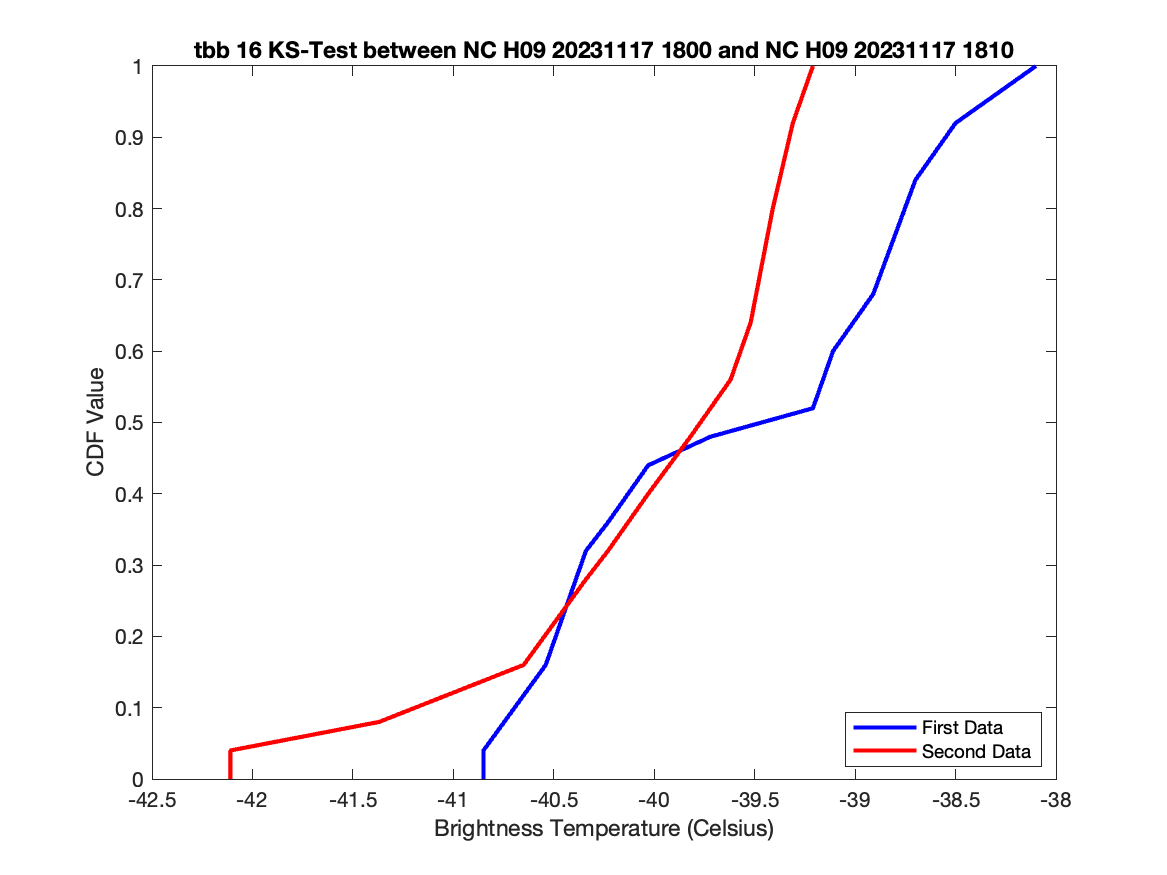 tbb 16 KS-Test between NC H09 20231117 1800 and NC H09 20231117 1810
1
0.9
0.8
0.7
0.6
0.5
0.4
0.3
0.2
0.1
0
CDF Value
First Data
Second Data
-42.5 -42 -41.5 -41 -40.5 -40 -39.5 -39 -38.5 -38
Brightness Temperature (Celsius)